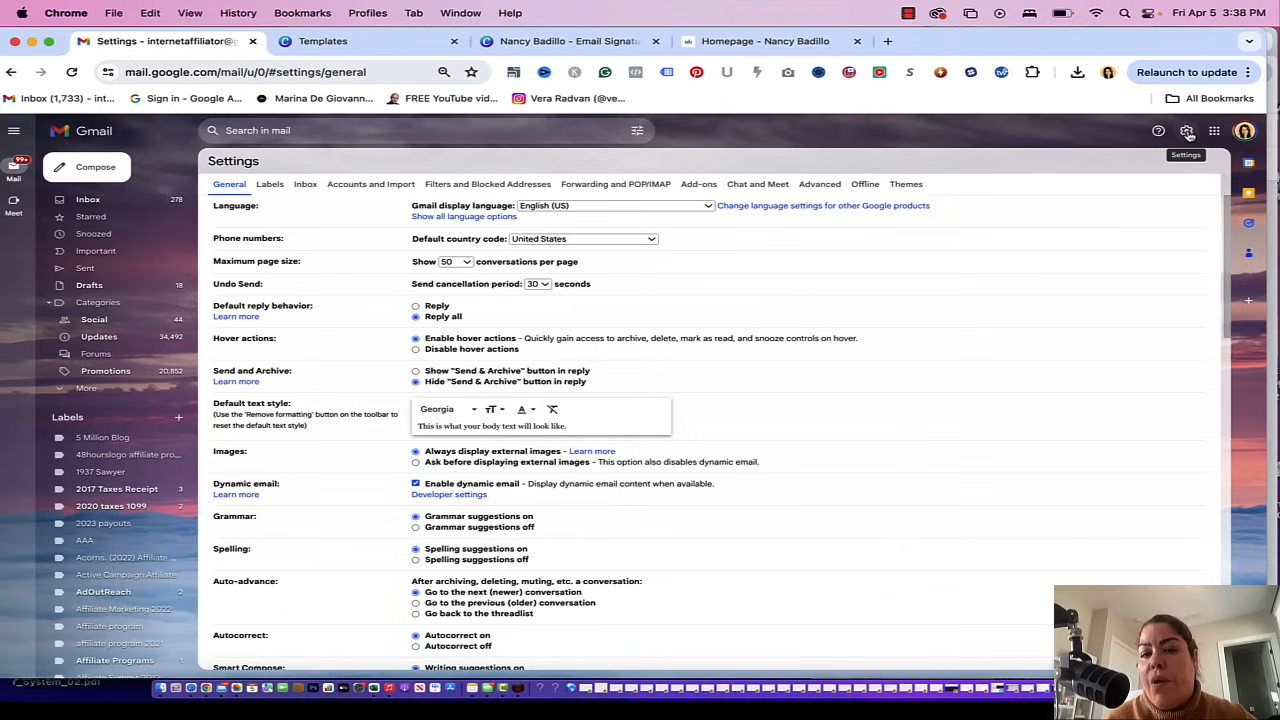 Chrome File Edit View History Bookmarks Profiles Tab Window Help Fri Apr 5 3:38 PM
Settings - internetaffiliator@g Templates Nancy Badillo - Email Signatu Homepage - Nancy Badillo
mail.google.com/mail/u/0/#settings/general Relaunch to update
Inbox (1,733) – int... Sign in - Google A... Marina De Giovann... FREE YouTube vid... Vera Radvan (@ve... All Bookmarks
Gmail Search in mail
Settings
Compose
Settings
99+
Mail
Meet
Inbox 278
Starred
Snoozed
Important
Sent
Drafts 18
Categories
Social 44
Updates 34,492
Forums
Promotions 20,852
More
Labels
5 Million Blog
48hourslogo affiliate pro...
1937 Sawyer
2017 Taxes Receipt 3
2020 taxes 1099 2
2023 payouts
AAA
Acorns. (2022) Affiliate ...
Active Campaign Affiliate
AdOutReach 2
Affiliate Marketing 2022
Affiliate program
affiliate program 2021
Affiliate Programs 1
General Labels Inbox Accounts and Import Filters and Blocked Addresses Forwarding and POP/IMAP Add-ons Chat and Meet Advanced Offline Themes
Language: Gmail display language: English (US) Change language settings for other Google products
Show all language options
Phone numbers: Default country code: United States
Maximum page size: Show 50 conversations per page
Undo Send: Send cancellation period: 30 seconds
Default reply behavior: Reply
Learn more Reply all
Hover actions: Enable hover actions - Quickly gain access to archive, delete, mark as read, and snooze controls on hover.
Disable hover actions
Send and Archive: Show "Send & Archive" button in reply
Learn more Hide "Send & Archive" button in reply
Default text style:
(Use the 'Remove formatting' button on the toolbar to
reset the default text style)
Georgia
This is what your body text will look like.
Images: Always display external images - Learn more
Ask before displaying external images - This option also disables dynamic email.
Dynamic email: Enable dynamic email - Display dynamic email content when available.
Learn more Developer settings
Grammar: Grammar suggestions on
Grammar suggestions off
Spelling: Spelling suggestions on
Spelling suggestions off
Auto-advance: After archiving, deleting, muting, etc. a conversation:
Go to the next (newer) conversation
Go to the previous (older) conversation
Go back to the threadlist
Autocorrect: Autocorrect on
Autocorrect off
Smart Compose: Writing suggestions on